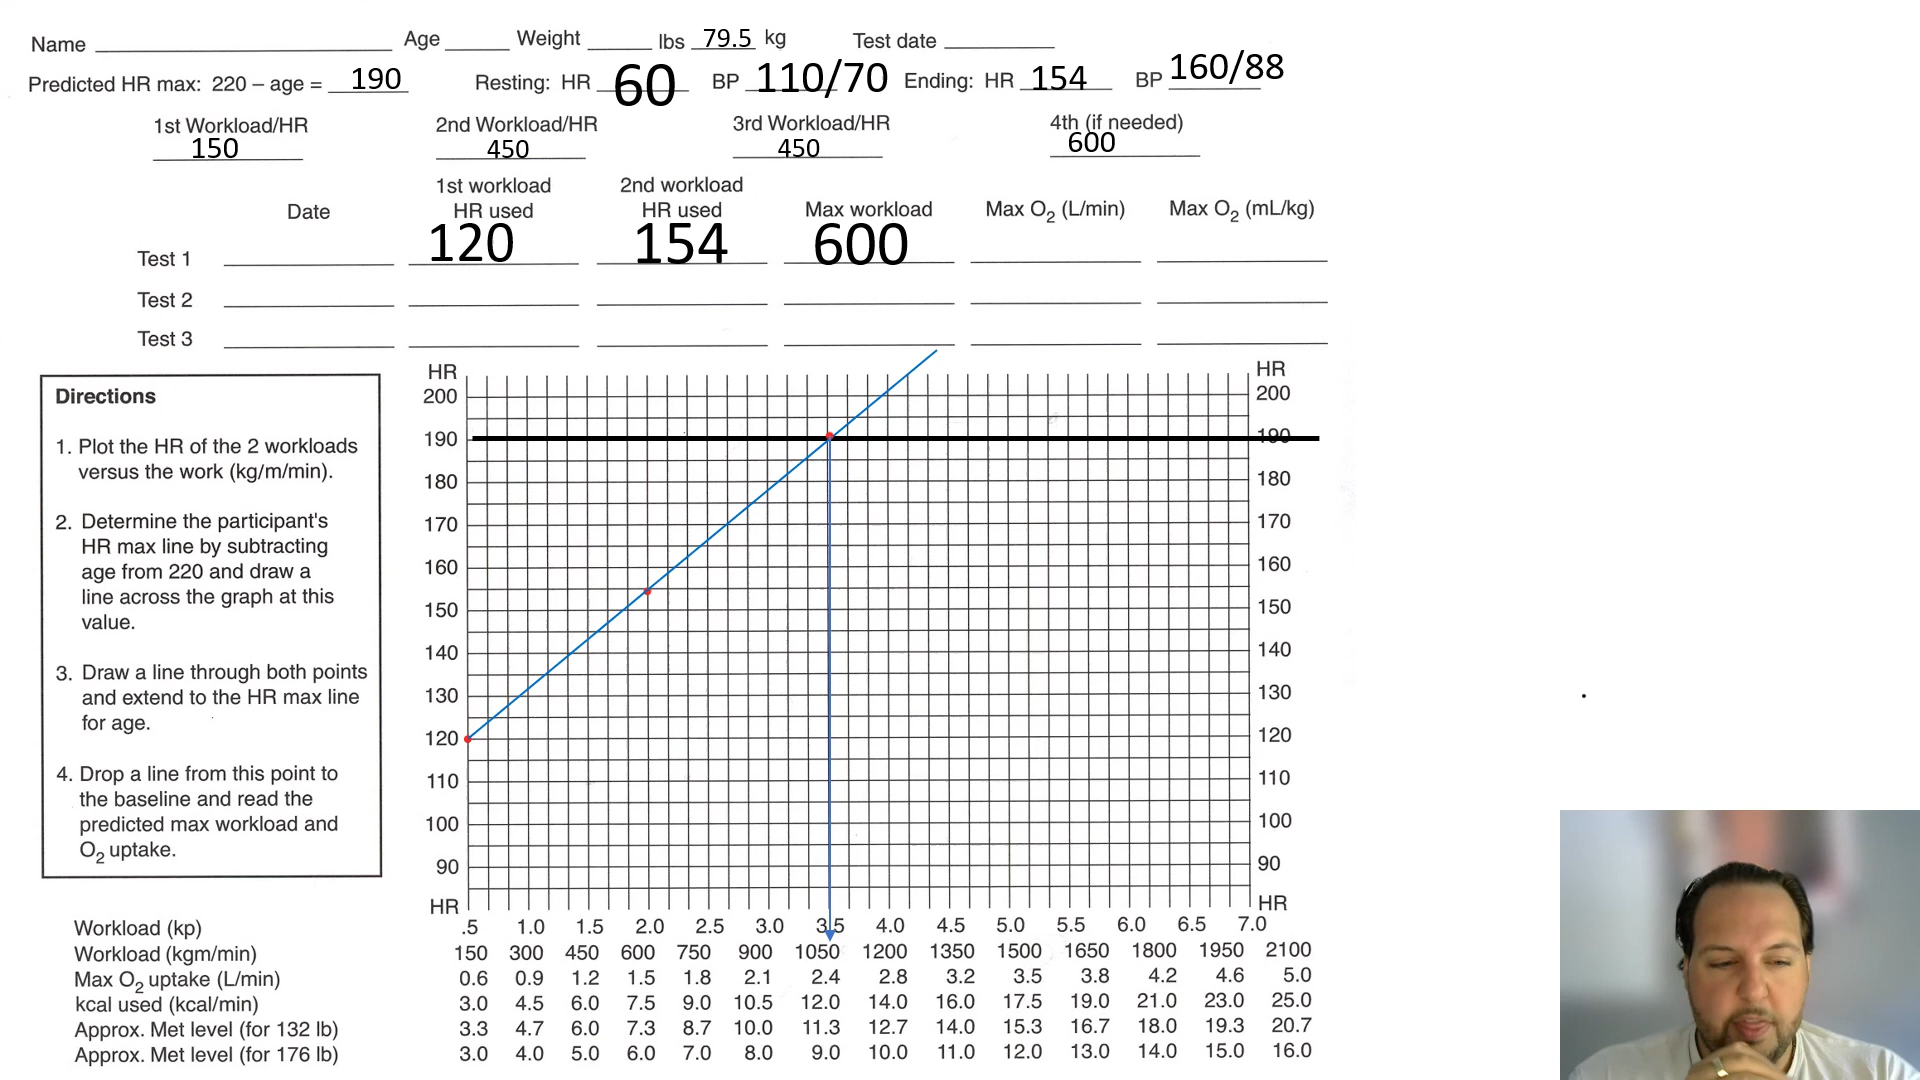 Name Age Weight lbs 79.5 kg Test date
Predicted HR max: 220 – age = 190 Resting: HR 60 BP 110/70 Ending: HR 154 BP 160/88
1st Workload/HR 2nd Workload/HR 3rd Workload/HR 4th (if needed)
150 450 450 600
1st workload 2nd workload
Date HR used HR used Max workload Max O₂ (L/min) Max O₂ (mL/kg)
Test 1 120 154 600
Test 2
Test 3
Directions
1. Plot the HR of the 2 workloads
versus the work (kg/m/min).
2. Determine the participant's
HR max line by subtracting
age from 220 and draw a
line across the graph at this
value.
3. Draw a line through both points
and extend to the HR max line
for age.
4. Drop a line from this point to
the baseline and read the
predicted max workload and
O₂ uptake.
HR HR
200 200
190 190
180 180
170 170
160 160
150 150
140 140
130 130
120 120
110 110
100 100
90 90
HR HR
Workload (kp) .5 1.0 1.5 2.0 2.5 3.0 3.5 4.0 4.5 5.0 5.5 6.0 6.5 7.0
Workload (kgm/min) 150 300 450 600 750 900 1050 1200 1350 1500 1650 1800 1950 2100
Max O₂ uptake (L/min) 0.6 0.9 1.2 1.5 1.8 2.1 2.4 2.8 3.2 3.5 3.8 4.2 4.6 5.0
kcal used (kcal/min) 3.0 4.5 6.0 7.5 9.0 10.5 12.0 14.0 16.0 17.5 19.0 21.0 23.0 25.0
Approx. Met level (for 132 lb) 3.3 4.7 6.0 7.3 8.7 10.0 11.3 12.7 14.0 15.3 16.7 18.0 19.3 20.7
Approx. Met level (for 176 lb) 3.0 4.0 5.0 6.0 7.0 8.0 9.0 10.0 11.0 12.0 13.0 14.0 15.0 16.0